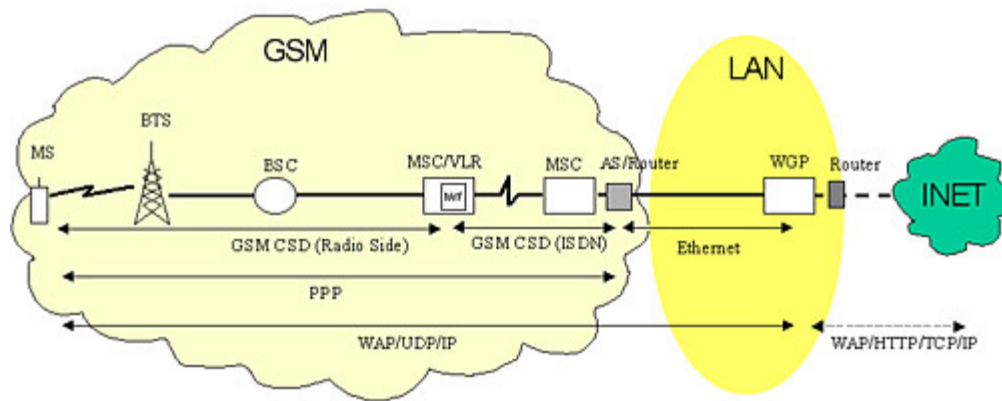 GSM
LAN
BTS
MS
BSC
MSC/VLR
MSC
AS/Router
WGP
Router
IWF
INET
GSM CSD (Radio Side)
GSM CSD (ISDN)
Ethernet
PPP
WAP/UDP/IP
WAP/HTTP/TCP/IP